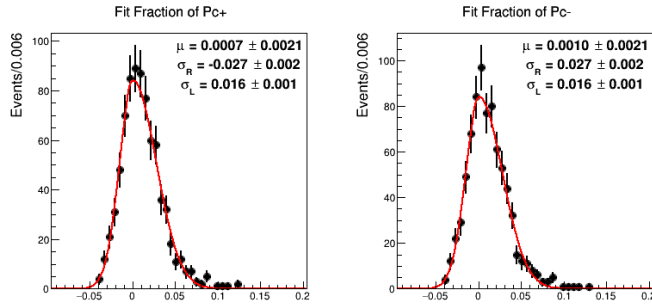 Fit Fraction of Pc+
μ = 0.0007 ± 0.0021
σR = -0.027 ± 0.002
σL = 0.016 ± 0.001
Events/0.006
100
80
60
40
20
0
−0.05 0 0.05 0.1 0.15 0.2
Fit Fraction of Pc-
μ = 0.0010 ± 0.0021
σR = 0.027 ± 0.002
σL = 0.016 ± 0.001
Events/0.006
100
80
60
40
20
0
−0.05 0 0.05 0.1 0.15 0.2